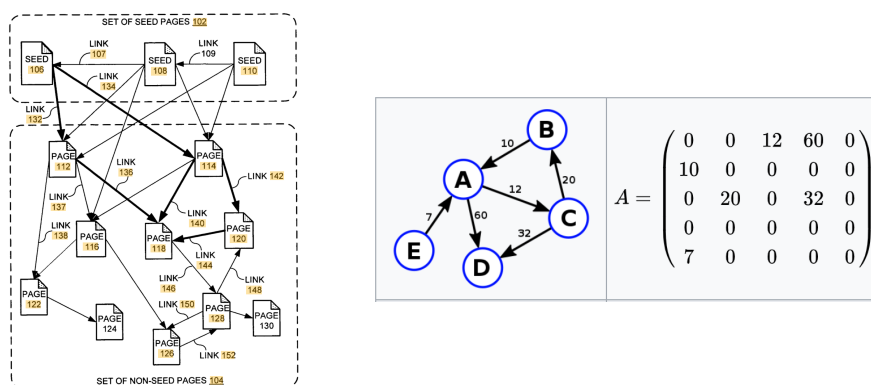 SET OF SEED PAGES 102
SEED
106
LINK
107
SEED
108
LINK
109
SEED
110
LINK
134
LINK
132
PAGE
112
LINK
136
PAGE
114
LINK 142
LINK
137
LINK
140
LINK
138
PAGE
116
PAGE
118
PAGE
120
LINK
144
LINK
146
LINK
148
PAGE
122
PAGE
124
LINK 150
PAGE
128
PAGE
130
PAGE
126
LINK 152
SET OF NON-SEED PAGES 104
B
10
A
12
20
C
7
60
32
E
D
A =
0 0 12 60 0
10 0 0 0 0
0 20 0 32 0
0 0 0 0 0
7 0 0 0 0